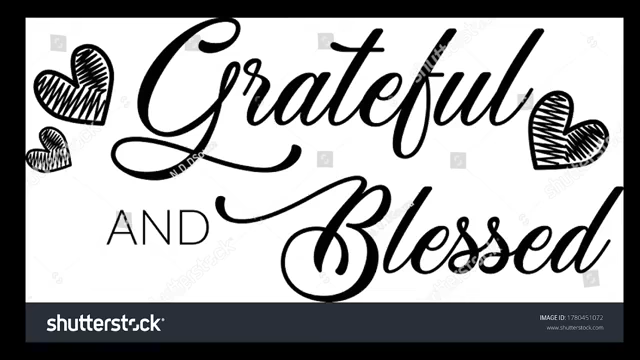 Grateful
AND Blessed
shutterstock
IMAGE ID: 1780451072
www.shutterstock.com